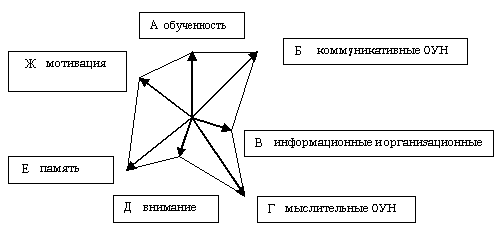 А обученность
Б коммуникативные ОУН
Ж мотивация
В информационные и организационные
Е память
Д внимание
Г мыслительные ОУН